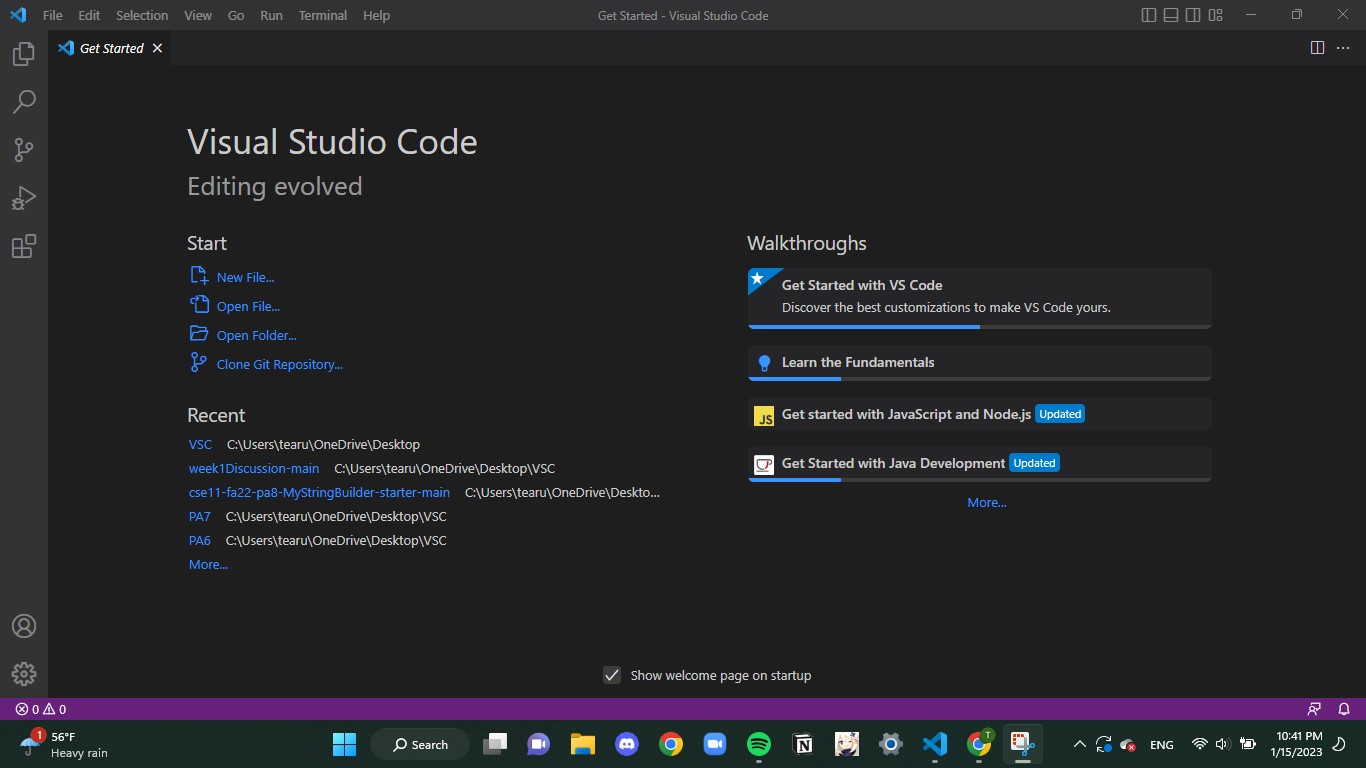 File Edit Selection View Go Run Terminal Help Get Started - Visual Studio Code
Get Started
Visual Studio Code
Editing evolved
Start
New File...
Open File...
Open Folder...
Clone Git Repository...
Recent
VSC C:\Users\tearu\OneDrive\Desktop
week1Discussion-main C:\Users\tearu\OneDrive\Desktop\VSC
cse11-fa22-pa8-MyStringBuilder-starter-main C:\Users\tearu\OneDrive\Deskto...
PA7 C:\Users\tearu\OneDrive\Desktop\VSC
PA6 C:\Users\tearu\OneDrive\Desktop\VSC
More...
Walkthroughs
Get Started with VS Code
Discover the best customizations to make VS Code yours.
Learn the Fundamentals
JS Get started with JavaScript and Node.js Updated
Get Started with Java Development Updated
More...
Show welcome page on startup
0 0
1 56°F
Heavy rain
Search
T
ENG
10:41 PM
1/15/2023